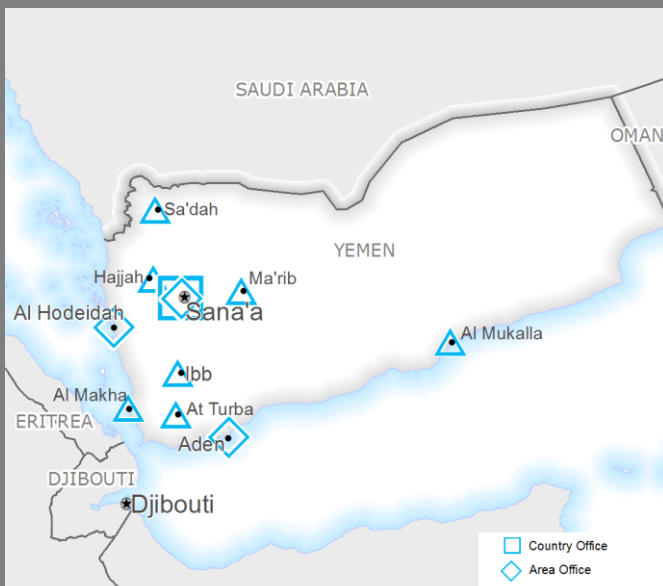 SAUDI ARABIA
OMAN
Sa'dah
YEMEN
Hajjah
Ma'rib
Sana'a
Al Hodeidah
Al Mukalla
Ibb
Al Makha
At Turba
ERITREA
Aden
DJIBOUTI
Djibouti
Country Office
Area Office